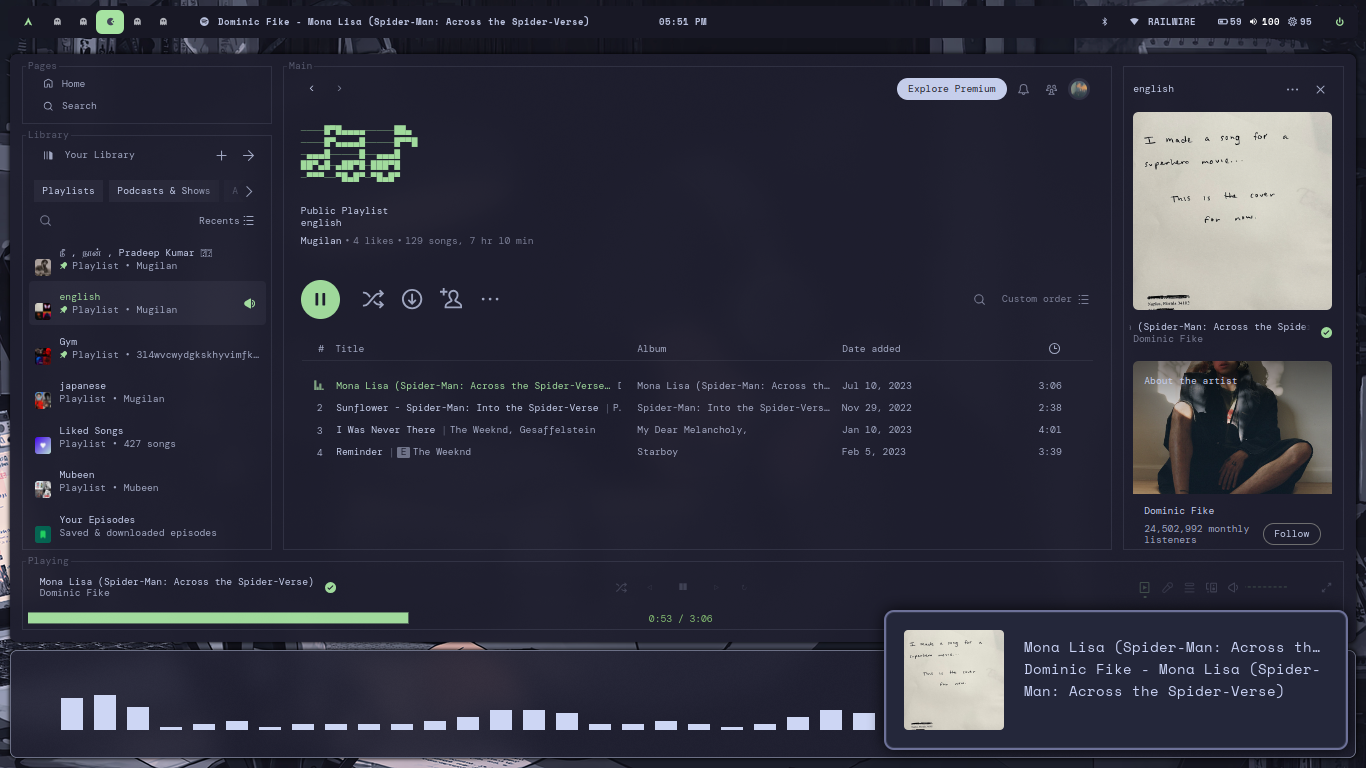 Dominic Fike - Mona Lisa (Spider-Man: Across the Spider-Verse)
05:51 PM
RAILWIRE
59
100
95
Pages
Home
Search
Library
Your Library
Playlists
Podcasts & Shows
A
Recents
நீ , நான் , Pradeep Kumar
Playlist • Mugilan
english
Playlist • Mugilan
Gym
Playlist • 314wvcwydgkskhyvimfk…
japanese
Playlist • Mugilan
Liked Songs
Playlist • 427 songs
Mubeen
Playlist • Mubeen
Your Episodes
Saved & downloaded episodes
Main
Explore Premium
Public Playlist
english
Mugilan • 4 likes • 129 songs, 7 hr 10 min
Custom order
# Title Album Date added
Mona Lisa (Spider-Man: Across the Spider-Verse… Mona Lisa (Spider-Man: Across th… Jul 10, 2023 3:06
2 Sunflower - Spider-Man: Into the Spider-Verse | P. Spider-Man: Into the Spider-Vers… Nov 29, 2022 2:38
3 I Was Never There | The Weeknd, Gesaffelstein My Dear Melancholy, Jan 10, 2023 4:01
4 Reminder | E The Weeknd Starboy Feb 5, 2023 3:39
english
I made a song for a
superhero movie...
This is the cover
for now.
(Spider-Man: Across the Spide
Dominic Fike
About the artist
Dominic Fike
24,502,992 monthly
listeners
Follow
Playing
Mona Lisa (Spider-Man: Across the Spider-Verse)
Dominic Fike
0:53 / 3:06
I made a song for a
superhero movie...
This is the cover
for now.
Mona Lisa (Spider-Man: Across th…
Dominic Fike - Mona Lisa (Spider-
Man: Across the Spider-Verse)